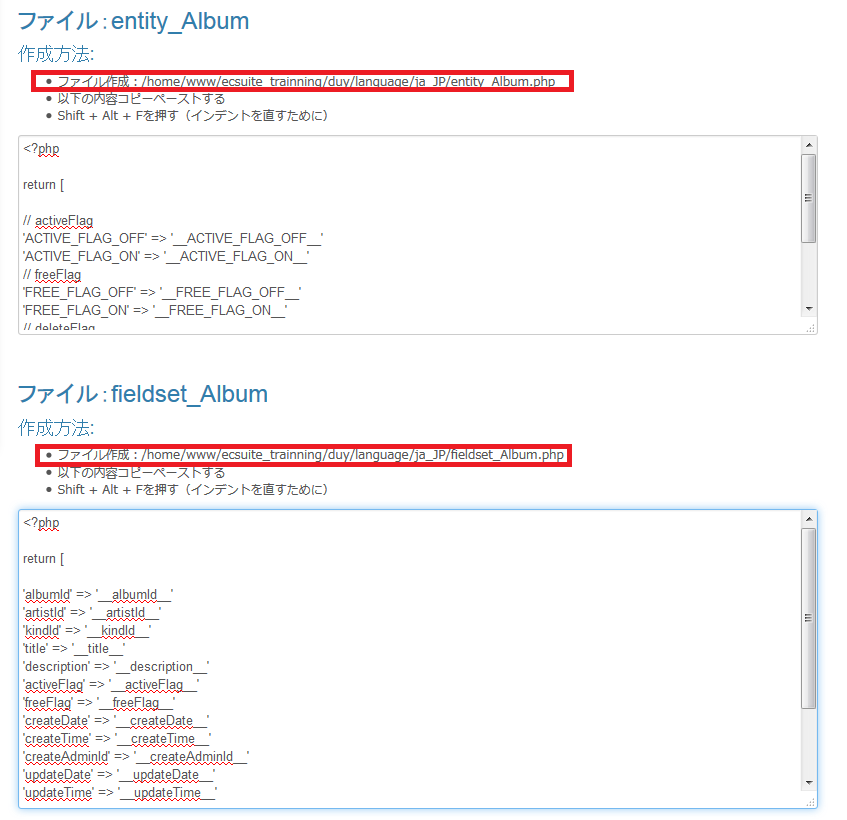 ファイル : entity_Album
作成方法:
ファイル作成 : /home/www/ecsuite_trainning/duy/language/ja_JP/entity_Album.php
以下の内容コピーペーストする
Shift + Alt + Fを押す（インデントを直すために）
<?php
return [
// activeFlag
'ACTIVE_FLAG_OFF' => '__ACTIVE_FLAG_OFF__'
'ACTIVE_FLAG_ON' => '__ACTIVE_FLAG_ON__'
// freeFlag
'FREE_FLAG_OFF' => '__FREE_FLAG_OFF__'
'FREE_FLAG_ON' => '__FREE_FLAG_ON__'
// deleteFlag
ファイル : fieldset_Album
作成方法:
ファイル作成 : /home/www/ecsuite_trainning/duy/language/ja_JP/fieldset_Album.php
以下の内容コピーペーストする
Shift + Alt + Fを押す（インデントを直すために）
<?php
return [
'albumId' => '__albumId__'
'artistId' => '__artistId__'
'kindId' => '__kindId__'
'title' => '__title__'
'description' => '__description__'
'activeFlag' => '__activeFlag__'
'freeFlag' => '__freeFlag__'
'createDate' => '__createDate__'
'createTime' => '__createTime__'
'createAdminId' => '__createAdminId__'
'updateDate' => '__updateDate__'
'updateTime' => '__updateTime__'